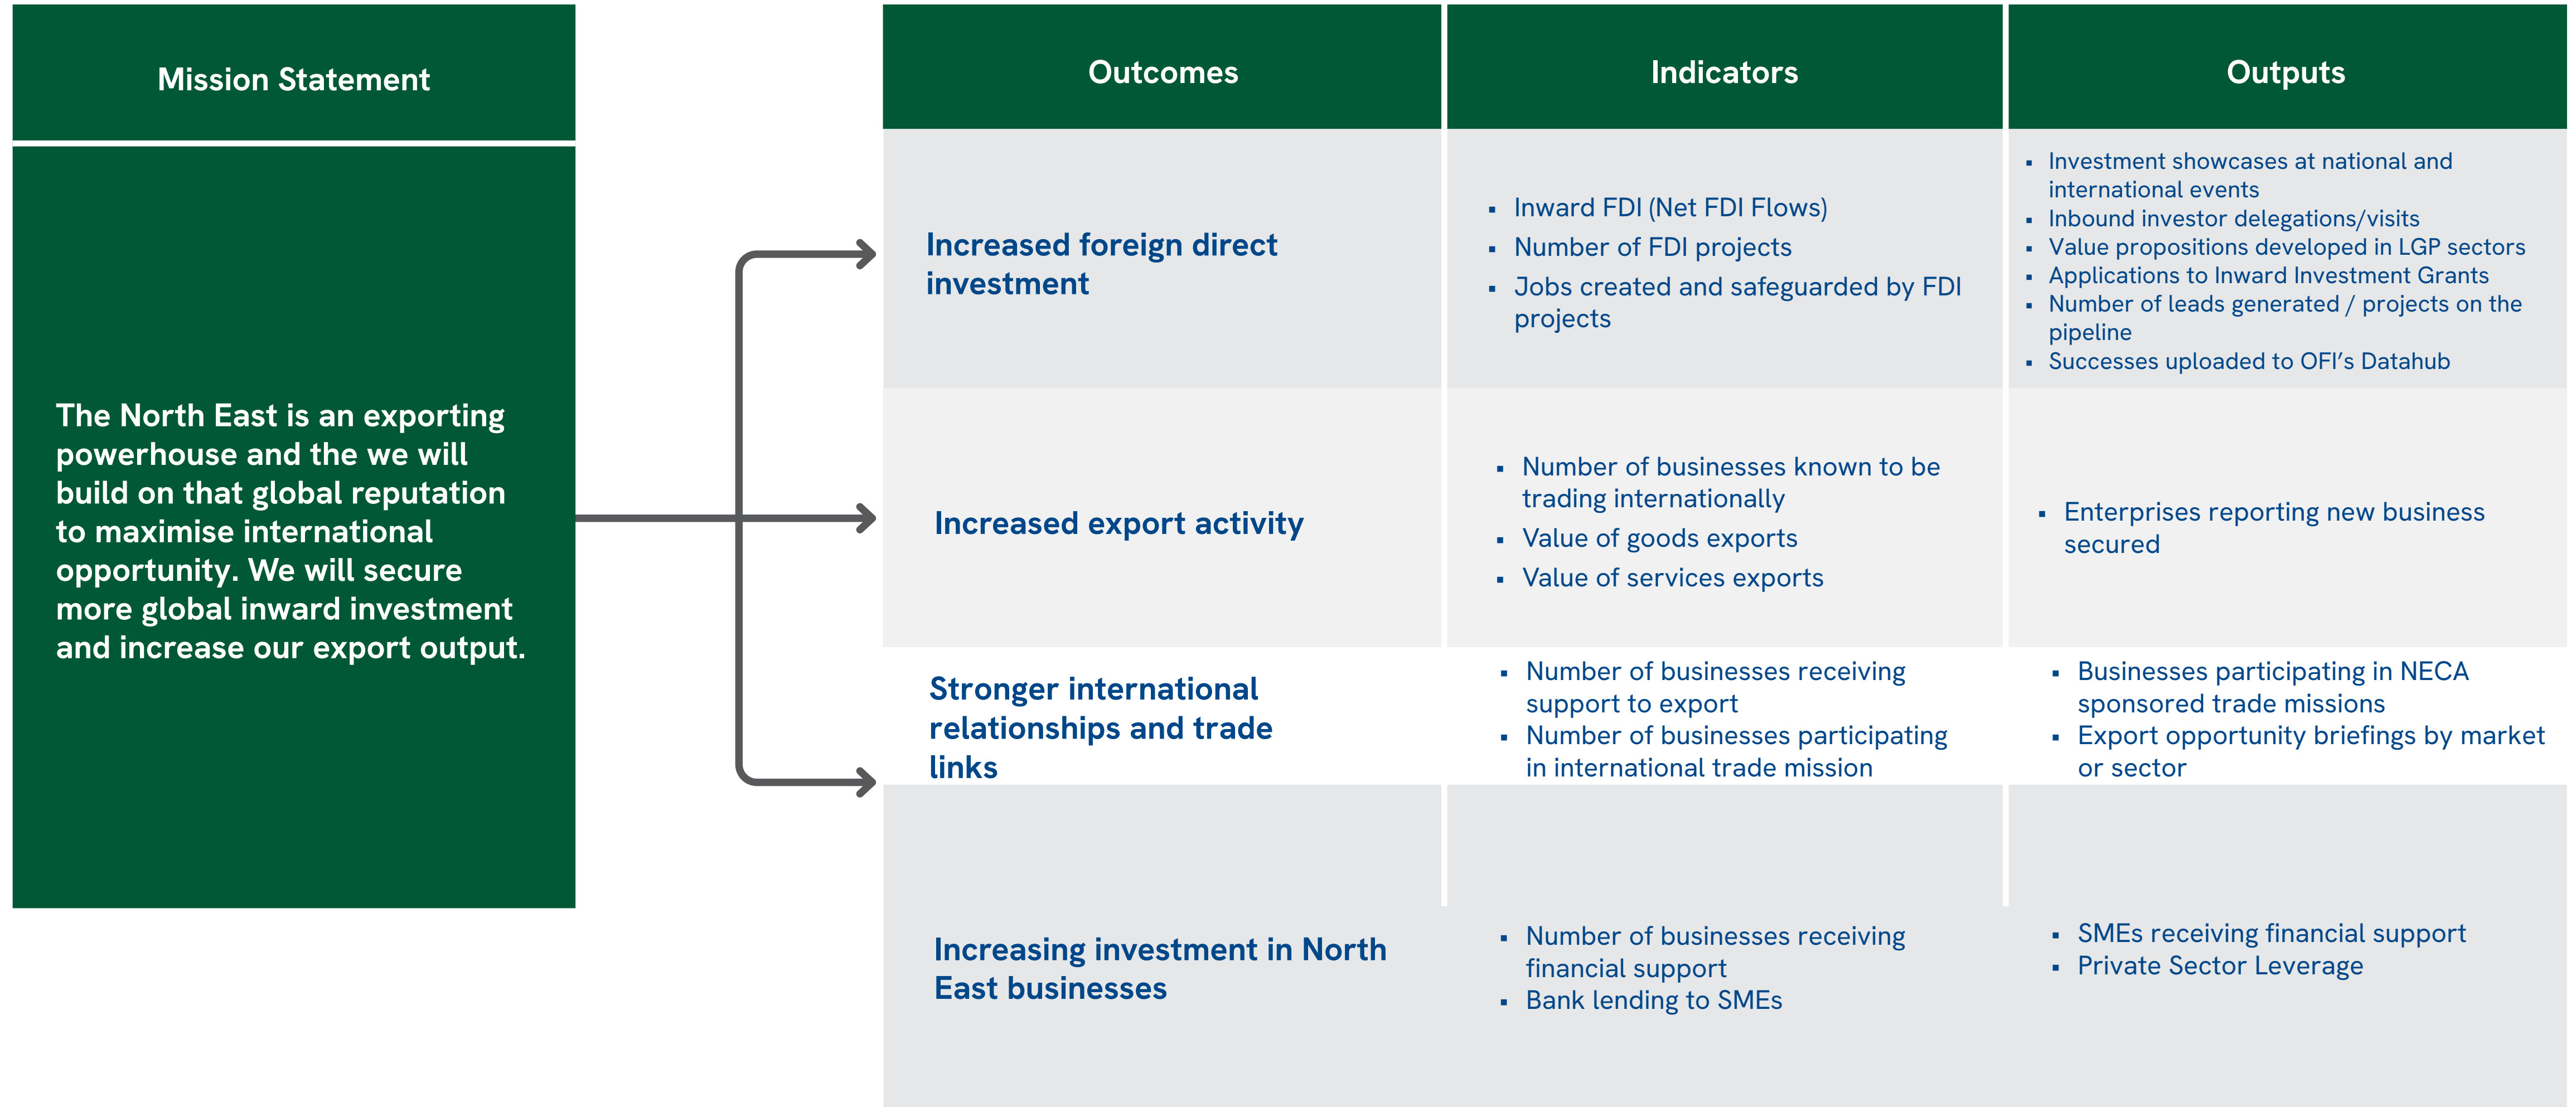 Mission Statement
The North East is an exporting
powerhouse and the we will
build on that global reputation
to maximise international
opportunity. We will secure
more global inward investment
and increase our export output.
Outcomes
Indicators
Outputs
Increased foreign direct
investment
▪ Inward FDI (Net FDI Flows)
▪ Number of FDI projects
▪ Jobs created and safeguarded by FDI
projects
▪ Investment showcases at national and
international events
▪ Inbound investor delegations/visits
▪ Value propositions developed in LGP sectors
▪ Applications to Inward Investment Grants
▪ Number of leads generated / projects on the
pipeline
▪ Successes uploaded to OFI’s Datahub
Increased export activity
▪ Number of businesses known to be
trading internationally
▪ Value of goods exports
▪ Value of services exports
▪ Enterprises reporting new business
secured
Stronger international
relationships and trade
links
▪ Number of businesses receiving
support to export
▪ Number of businesses participating
in international trade mission
▪ Businesses participating in NECA
sponsored trade missions
▪ Export opportunity briefings by market
or sector
Increasing investment in North
East businesses
▪ Number of businesses receiving
financial support
▪ Bank lending to SMEs
▪ SMEs receiving financial support
▪ Private Sector Leverage